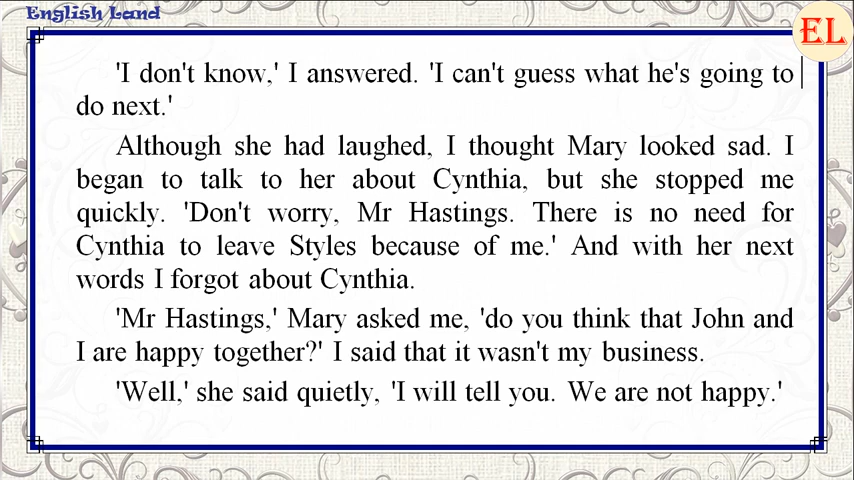 English Land
EL
'I don't know,' I answered. 'I can't guess what he's going to
do next.'
Although she had laughed, I thought Mary looked sad. I
began to talk to her about Cynthia, but she stopped me
quickly. 'Don't worry, Mr Hastings. There is no need for
Cynthia to leave Styles because of me.' And with her next
words I forgot about Cynthia.
'Mr Hastings,' Mary asked me, 'do you think that John and
I are happy together?' I said that it wasn't my business.
'Well,' she said quietly, 'I will tell you. We are not happy.'